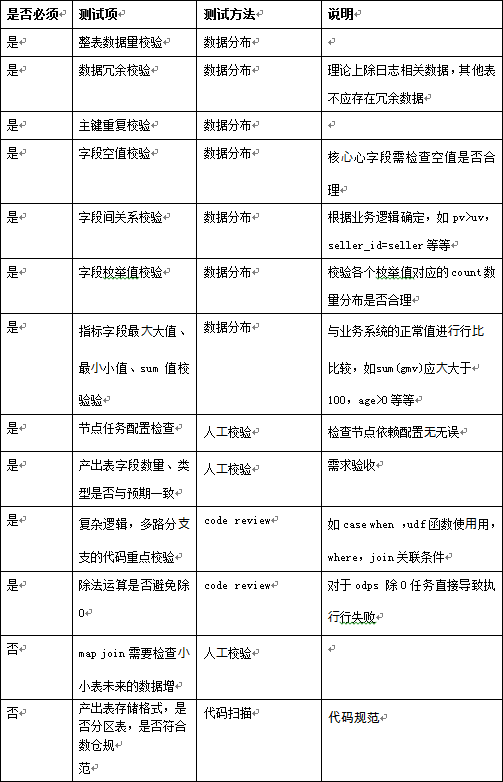 是否必须 测试项 测试方法 说明
是 整表数据量校验 数据分布
是 数据冗余校验 数据分布 理论上除日志相关数据，其他表
不应存在冗余数据
是 主键重复校验 数据分布
是 字段空值校验 数据分布 核心心字段需检查空值是否合
理
是 字段间关系校验 数据分布 根据业务逻辑确定，如 pv>uv，
seller_id=seller 等等
是 字段枚举值校验 数据分布 校验各个枚举值对应的 count 数
量分布是否合理
是 指标字段最大大值、 数据分布 与业务系统的正常值进行行比
最小小值、sum 值校 比较，如sum(gmv)应大大于
验验 100，age>0 等等
是 节点任务配置检查 人工校验 检查节点依赖配置无无误
是 产出表字段数量、类 人工校验 需求验收
型是否与预期一致
是 复杂逻辑，多路分支 code review 如 case when ,udf 函数使用用，
支的代码重点校验 where，join 关联条件
是 除法运算是否避免除 code review 对于 odps 除 0 任务直接导致执
0 行行失败
否 map join 需要检查小 人工校验
小表未来的数据增
否 产出表存储格式，是 代码扫描 代码规范
否分区表，是否符合
数仓规
范